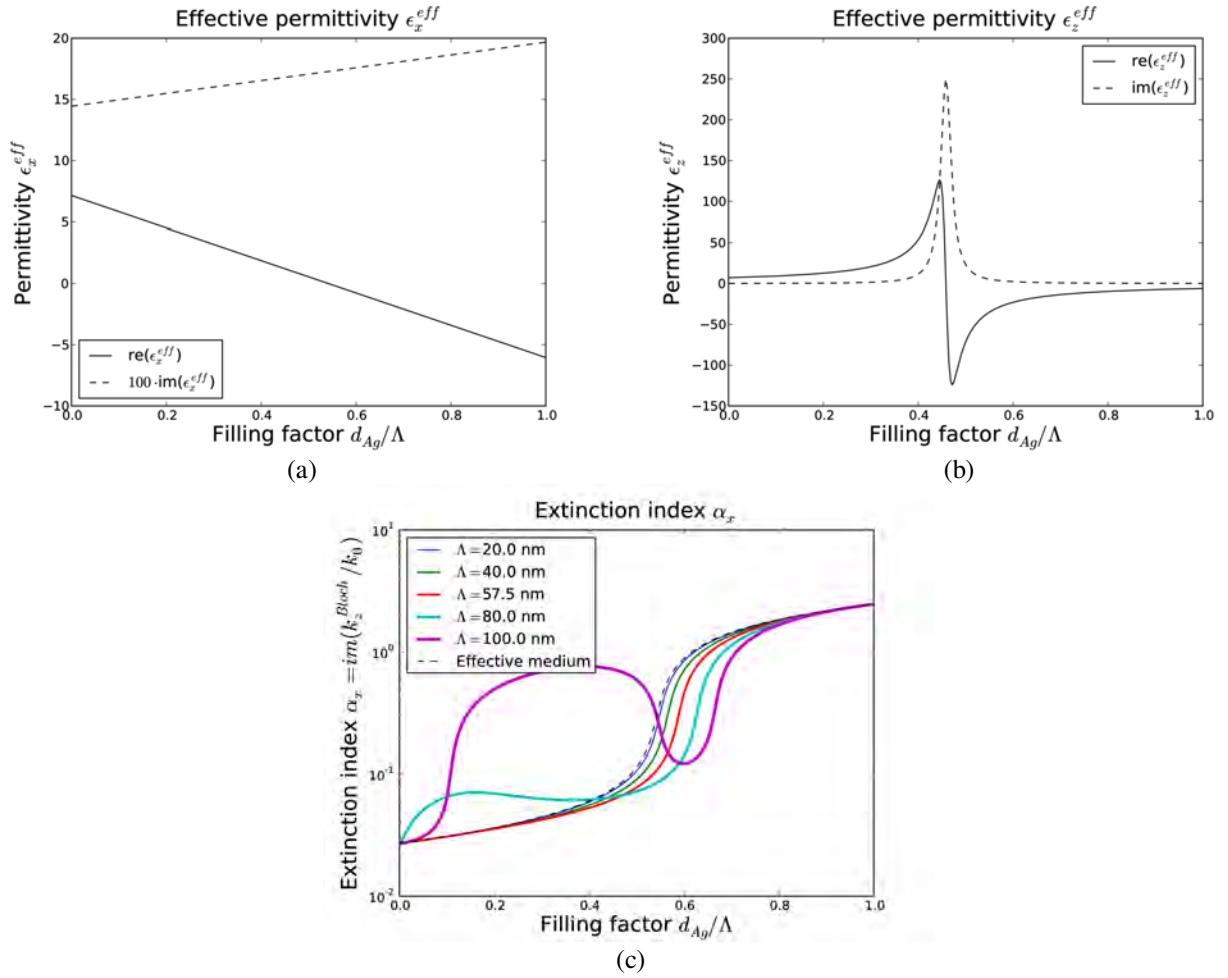 Effective permittivity ϵ_x^{eff}
20
15
10
5
0
−5
−10
Permittivity ϵ_x^{eff}
re(ϵ_x^{eff})
100·im(ϵ_x^{eff})
0.0 0.2 0.4 0.6 0.8 1.0
Filling factor d_{Ag}/Λ
(a)
Effective permittivity ϵ_z^{eff}
300
250
200
150
100
50
0
−50
−100
−150
Permittivity ϵ_z^{eff}
re(ϵ_z^{eff})
im(ϵ_z^{eff})
0.0 0.2 0.4 0.6 0.8 1.0
Filling factor d_{Ag}/Λ
(b)
Extinction index α_x
10^1
10^0
10^{-1}
10^{-2}
Extinction index α_x = im(k_z^{Bloch}/k_0)
Λ=20.0 nm
Λ=40.0 nm
Λ=57.5 nm
Λ=80.0 nm
Λ=100.0 nm
Effective medium
0.0 0.2 0.4 0.6 0.8 1.0
Filling factor d_{Ag}/Λ
(c)